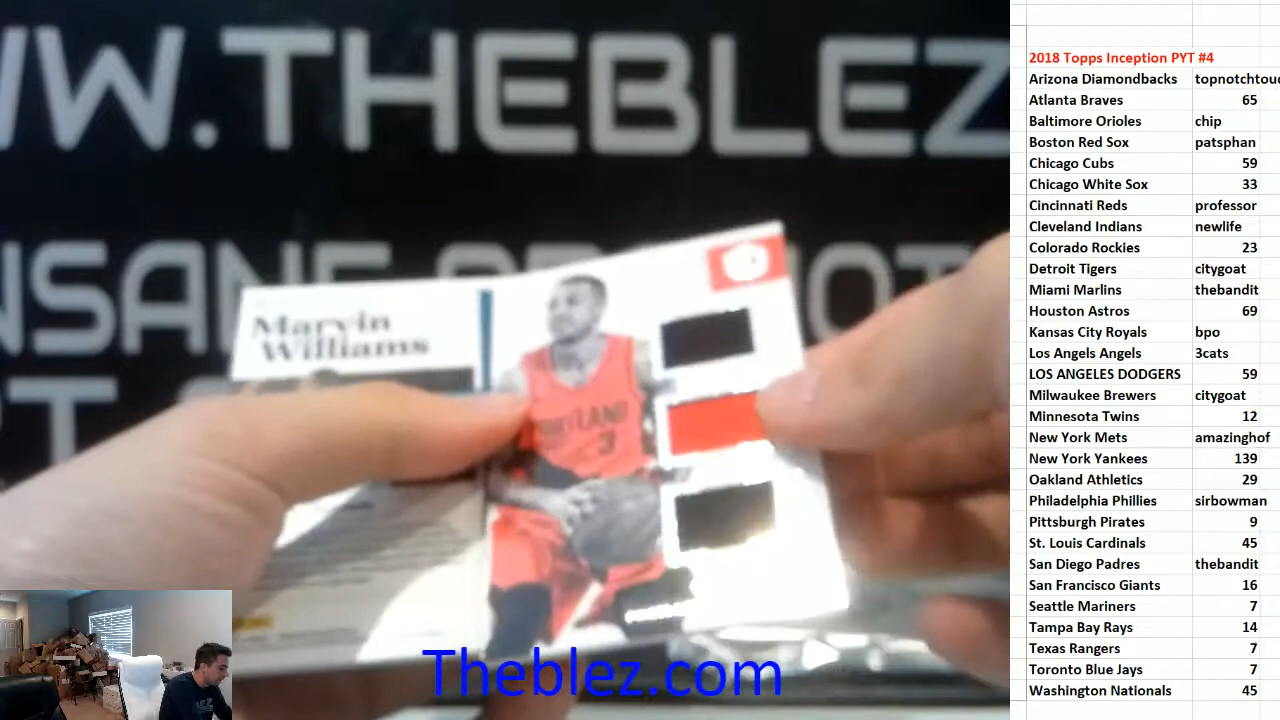 WW.THEBLEZ
NSANE
Marvin
Williams
3
Theblez.com
2018 Topps Inception PYT #4
Arizona Diamondbacks topnotchtou
Atlanta Braves 65
Baltimore Orioles chip
Boston Red Sox patsphan
Chicago Cubs 59
Chicago White Sox 33
Cincinnati Reds professor
Cleveland Indians newlife
Colorado Rockies 23
Detroit Tigers citygoat
Miami Marlins thebandit
Houston Astros 69
Kansas City Royals bpo
Los Angels Angels 3cats
LOS ANGELES DODGERS 59
Milwaukee Brewers citygoat
Minnesota Twins 12
New York Mets amazinghof
New York Yankees 139
Oakland Athletics 29
Philadelphia Phillies sirbowman
Pittsburgh Pirates 9
St. Louis Cardinals 45
San Diego Padres thebandit
San Francisco Giants 16
Seattle Mariners 7
Tampa Bay Rays 14
Texas Rangers 7
Toronto Blue Jays 7
Washington Nationals 45